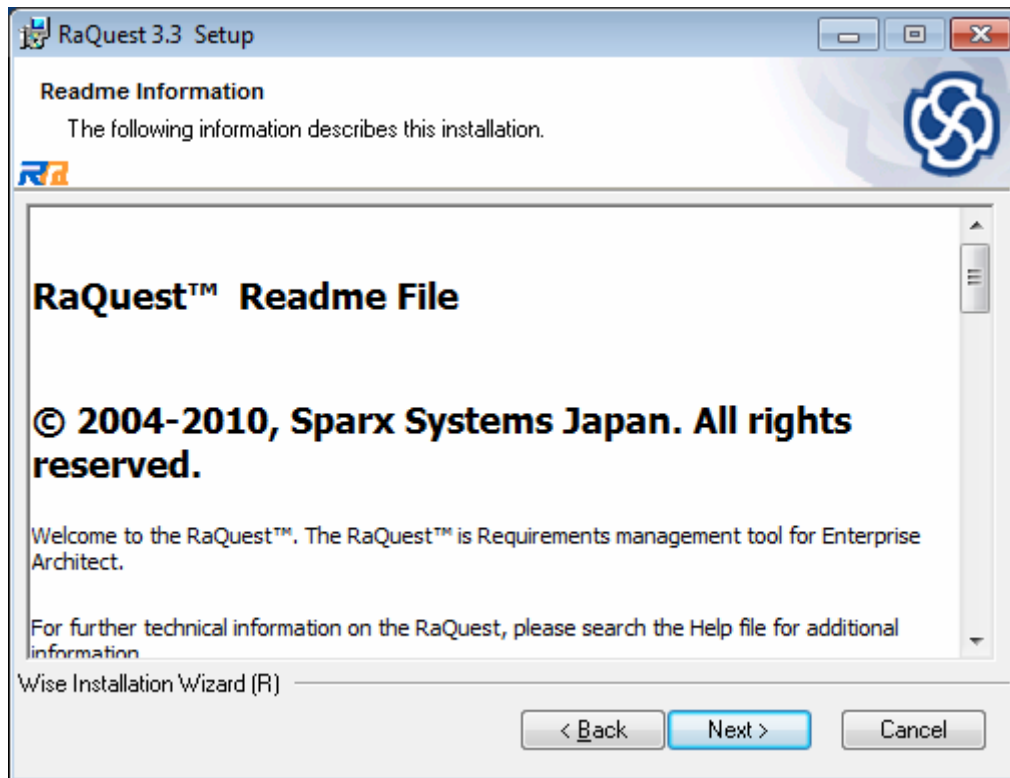 RaQuest 3.3 Setup
Readme Information
The following information describes this installation.
Ra
RaQuest™ Readme File
© 2004-2010, Sparx Systems Japan. All rights
reserved.
Welcome to the RaQuest™. The RaQuest™ is Requirements management tool for Enterprise
Architect.
For further technical information on the RaQuest, please search the Help file for additional
information
Wise Installation Wizard (R)
< Back
Next >
Cancel